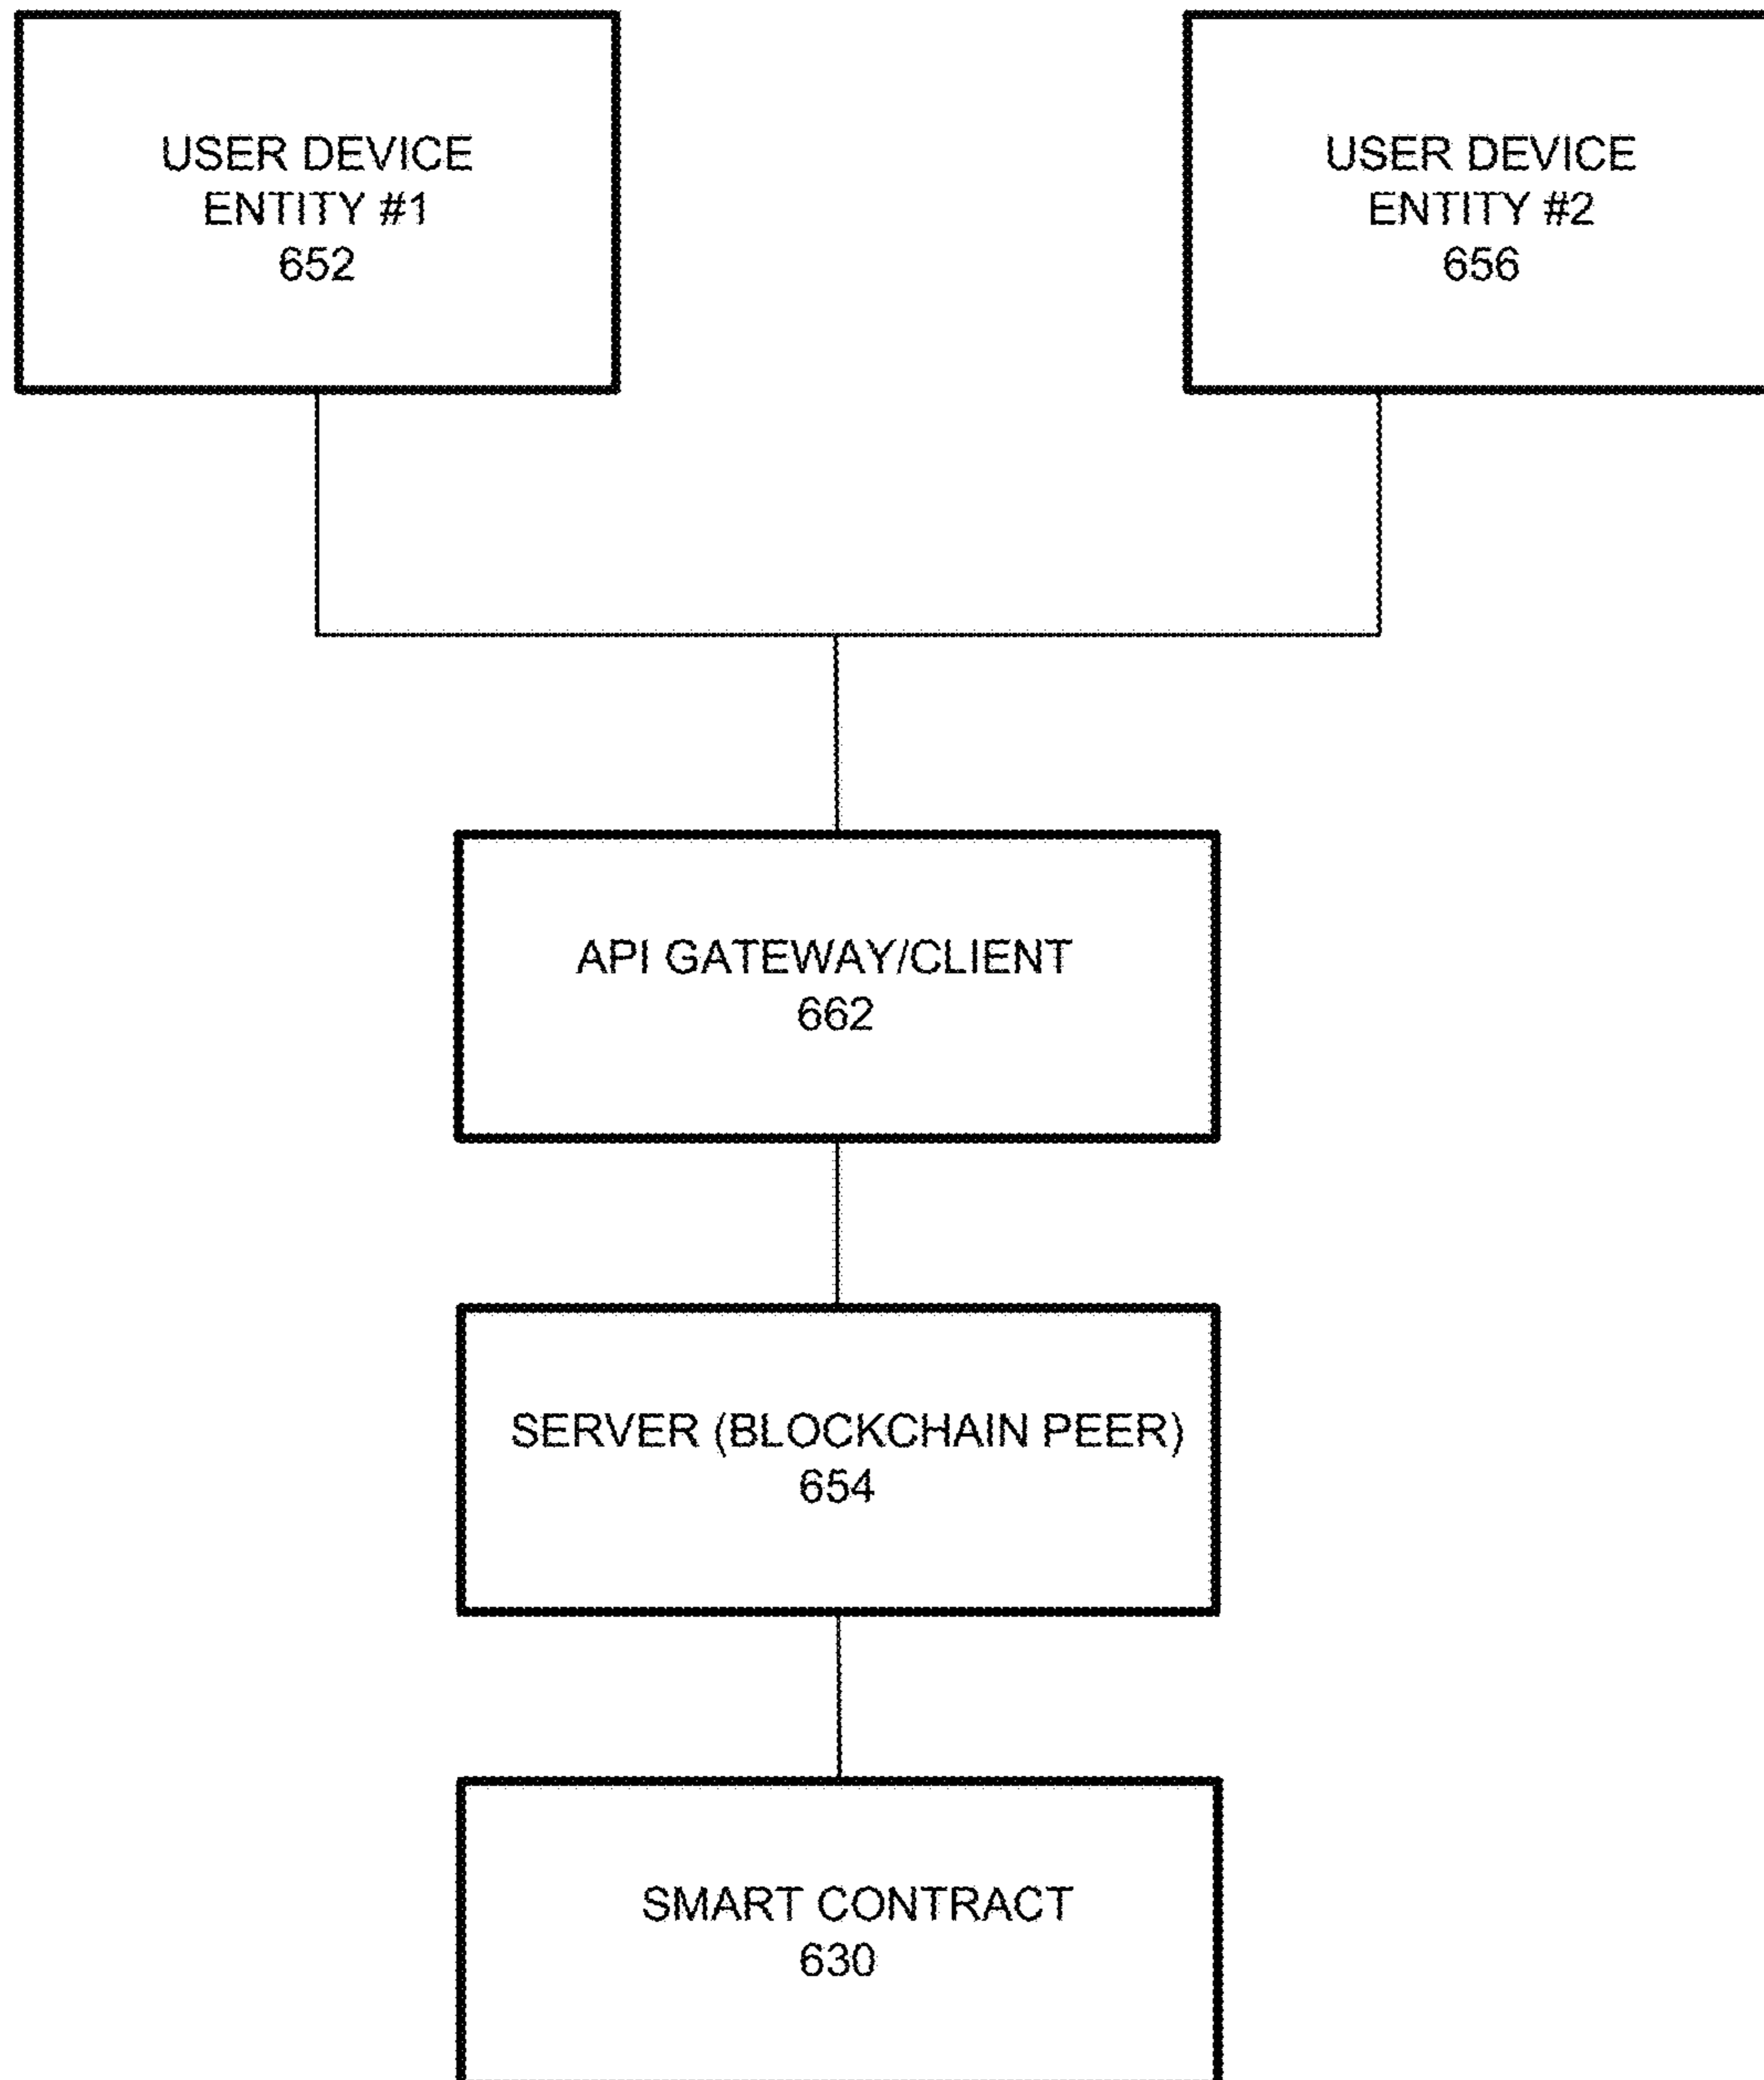 USER DEVICE
ENTITY #1
652
USER DEVICE
ENTITY #2
656
API GATEWAY/CLIENT
662
SERVER (BLOCKCHAIN PEER)
654
SMART CONTRACT
630